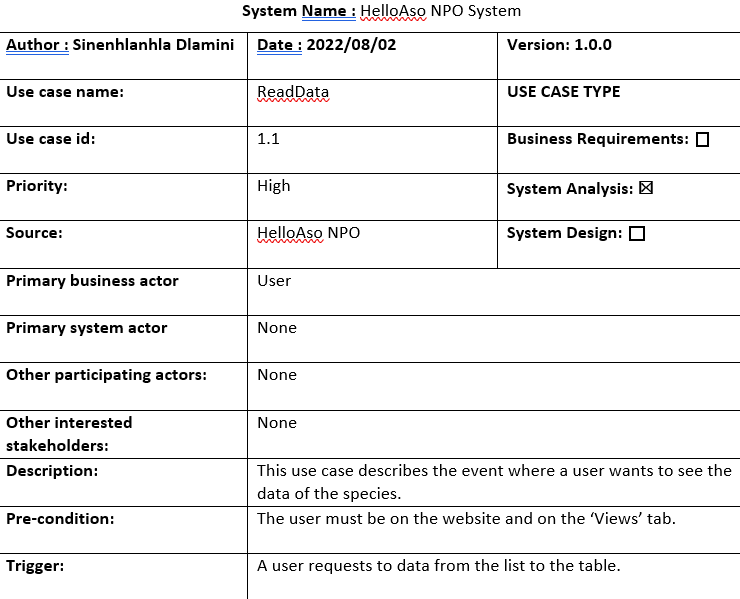 System Name : HelloAso NPO System
Author : Sinenhlanhla Dlamini Date : 2022/08/02 Version: 1.0.0
Use case name: ReadData USE CASE TYPE
Use case id: 1.1 Business Requirements: ☐
Priority: High System Analysis: ☒
Source: HelloAso NPO System Design: ☐
Primary business actor User
Primary system actor None
Other participating actors: None
Other interested None
stakeholders:
Description: This use case describes the event where a user wants to see the
data of the species.
Pre-condition: The user must be on the website and on the ‘Views’ tab.
Trigger: A user requests to data from the list to the table.